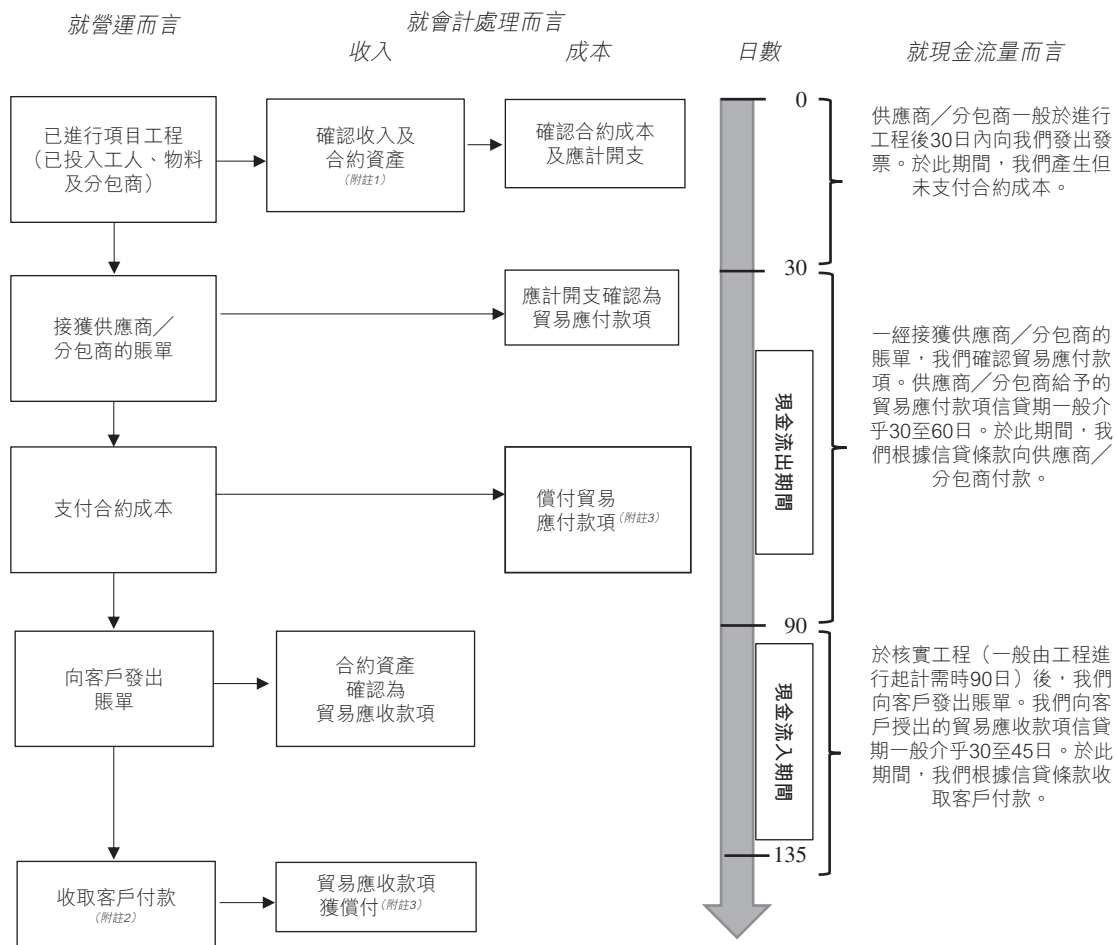 就營運而言
就會計處理而言
收入
成本
日數
就現金流量而言
已進行項目工程
（已投入工人、物料
及分包商）
確認收入及
合約資產
(附註1)
確認合約成本
及應計開支
0
供應商／分包商一般於進行
工程後30日內向我們發出發
票。於此期間，我們產生但
未支付合約成本。
30
接獲供應商／
分包商的賬單
應計開支確認為
貿易應付款項
現金流出期間
一經接獲供應商／分包商的
賬單，我們確認貿易應付款
項。供應商／分包商給予的
貿易應付款項信貸期一般介
乎30至60日。於此期間，我
們根據信貸條款向供應商／
分包商付款。
支付合約成本
償付貿易
應付款項(附註3)
90
向客戶發出
賬單
合約資產
確認為
貿易應收款項
現金流入期間
於核實工程（一般由工程進
行起計需時90日）後，我們
向客戶發出賬單。我們向客
戶授出的貿易應收款項信貸
期一般介乎30至45日。於此
期間，我們根據信貸條款收
取客戶付款。
135
收取客戶付款
(附註2)
貿易應收款項
獲償付(附註3)